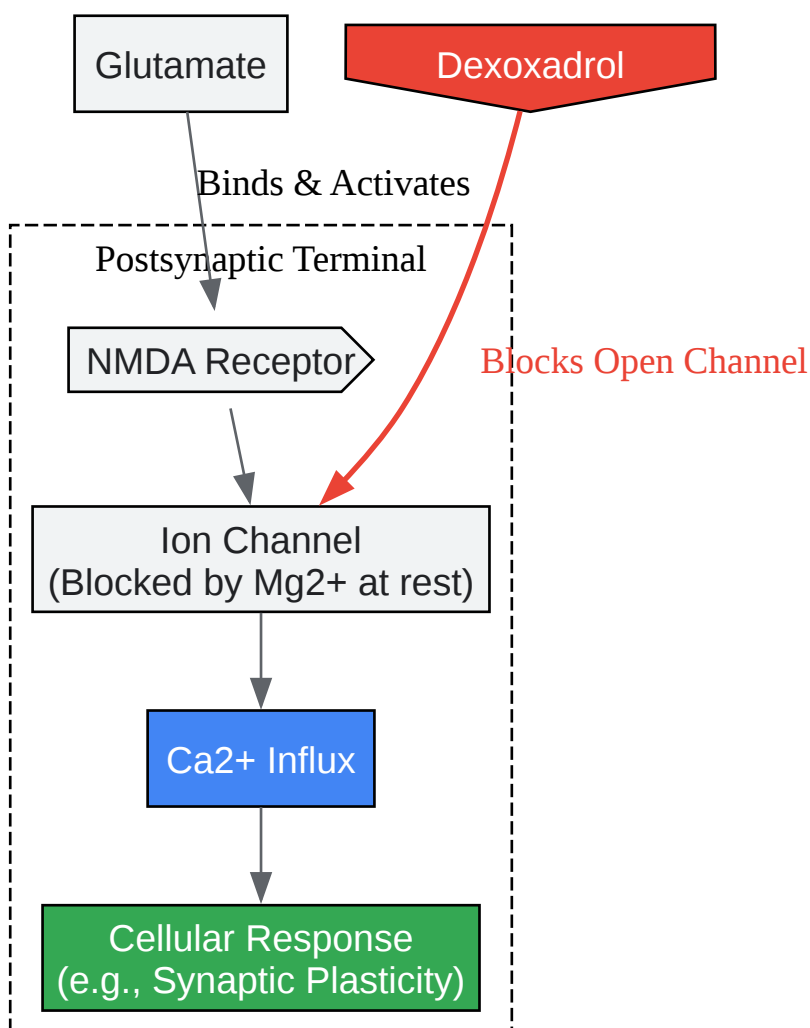 Glutamate
Dexoxadrol
Binds & Activates
Postsynaptic Terminal
NMDA Receptor
Blocks Open Channel
Ion Channel
(Blocked by Mg2+ at rest)
Ca2+ Influx
Cellular Response
(e.g., Synaptic Plasticity)